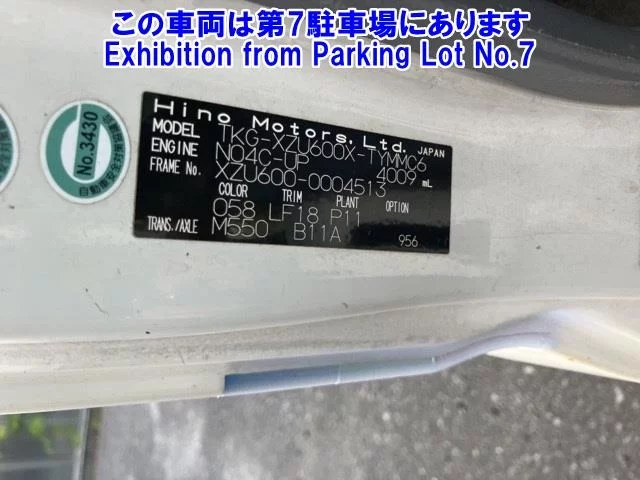 この車両は第7駐車場にあります
Exhibition from Parking Lot No.7
Hino Motors, Ltd. JAPAN
MODEL TKG-XZU600X-TYMMC6
ENGINE N04C-UP 4009 mL
FRAME No. XZU600-0004513
COLOR TRIM PLANT OPTION
058 LF18 P11
TRANS./AXLE M550 B11A 956
No.3430